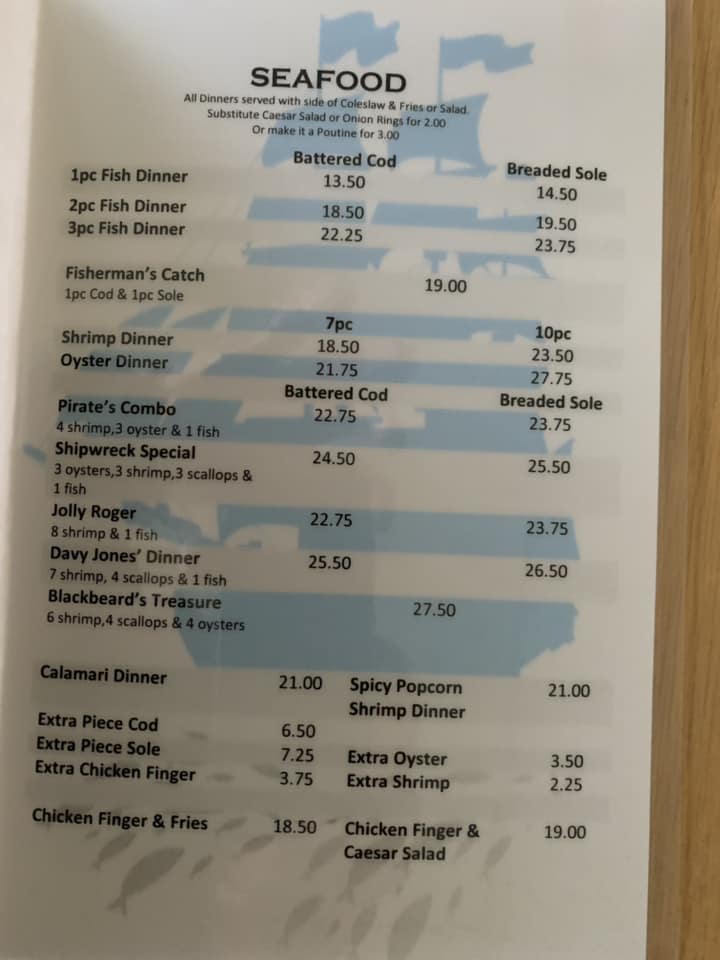 SEAFOOD
All Dinners served with side of Coleslaw & Fries or Salad.
Substitute Caesar Salad or Onion Rings for 2.00
Or make it a Poutine for 3.00
Battered Cod Breaded Sole
1pc Fish Dinner 13.50 14.50
2pc Fish Dinner 18.50 19.50
3pc Fish Dinner 22.25 23.75
Fisherman's Catch 19.00
1pc Cod & 1pc Sole
7pc 10pc
Shrimp Dinner 18.50 23.50
Oyster Dinner 21.75 27.75
Battered Cod Breaded Sole
Pirate's Combo 22.75 23.75
4 shrimp,3 oyster & 1 fish
Shipwreck Special 24.50 25.50
3 oysters,3 shrimp,3 scallops &
1 fish
Jolly Roger 22.75 23.75
8 shrimp & 1 fish
Davy Jones' Dinner 25.50 26.50
7 shrimp, 4 scallops & 1 fish
Blackbeard's Treasure 27.50
6 shrimp,4 scallops & 4 oysters
Calamari Dinner 21.00 Spicy Popcorn 21.00
Shrimp Dinner
Extra Piece Cod 6.50
Extra Piece Sole 7.25 Extra Oyster 3.50
Extra Chicken Finger 3.75 Extra Shrimp 2.25
Chicken Finger & Fries 18.50 Chicken Finger & 19.00
Caesar Salad